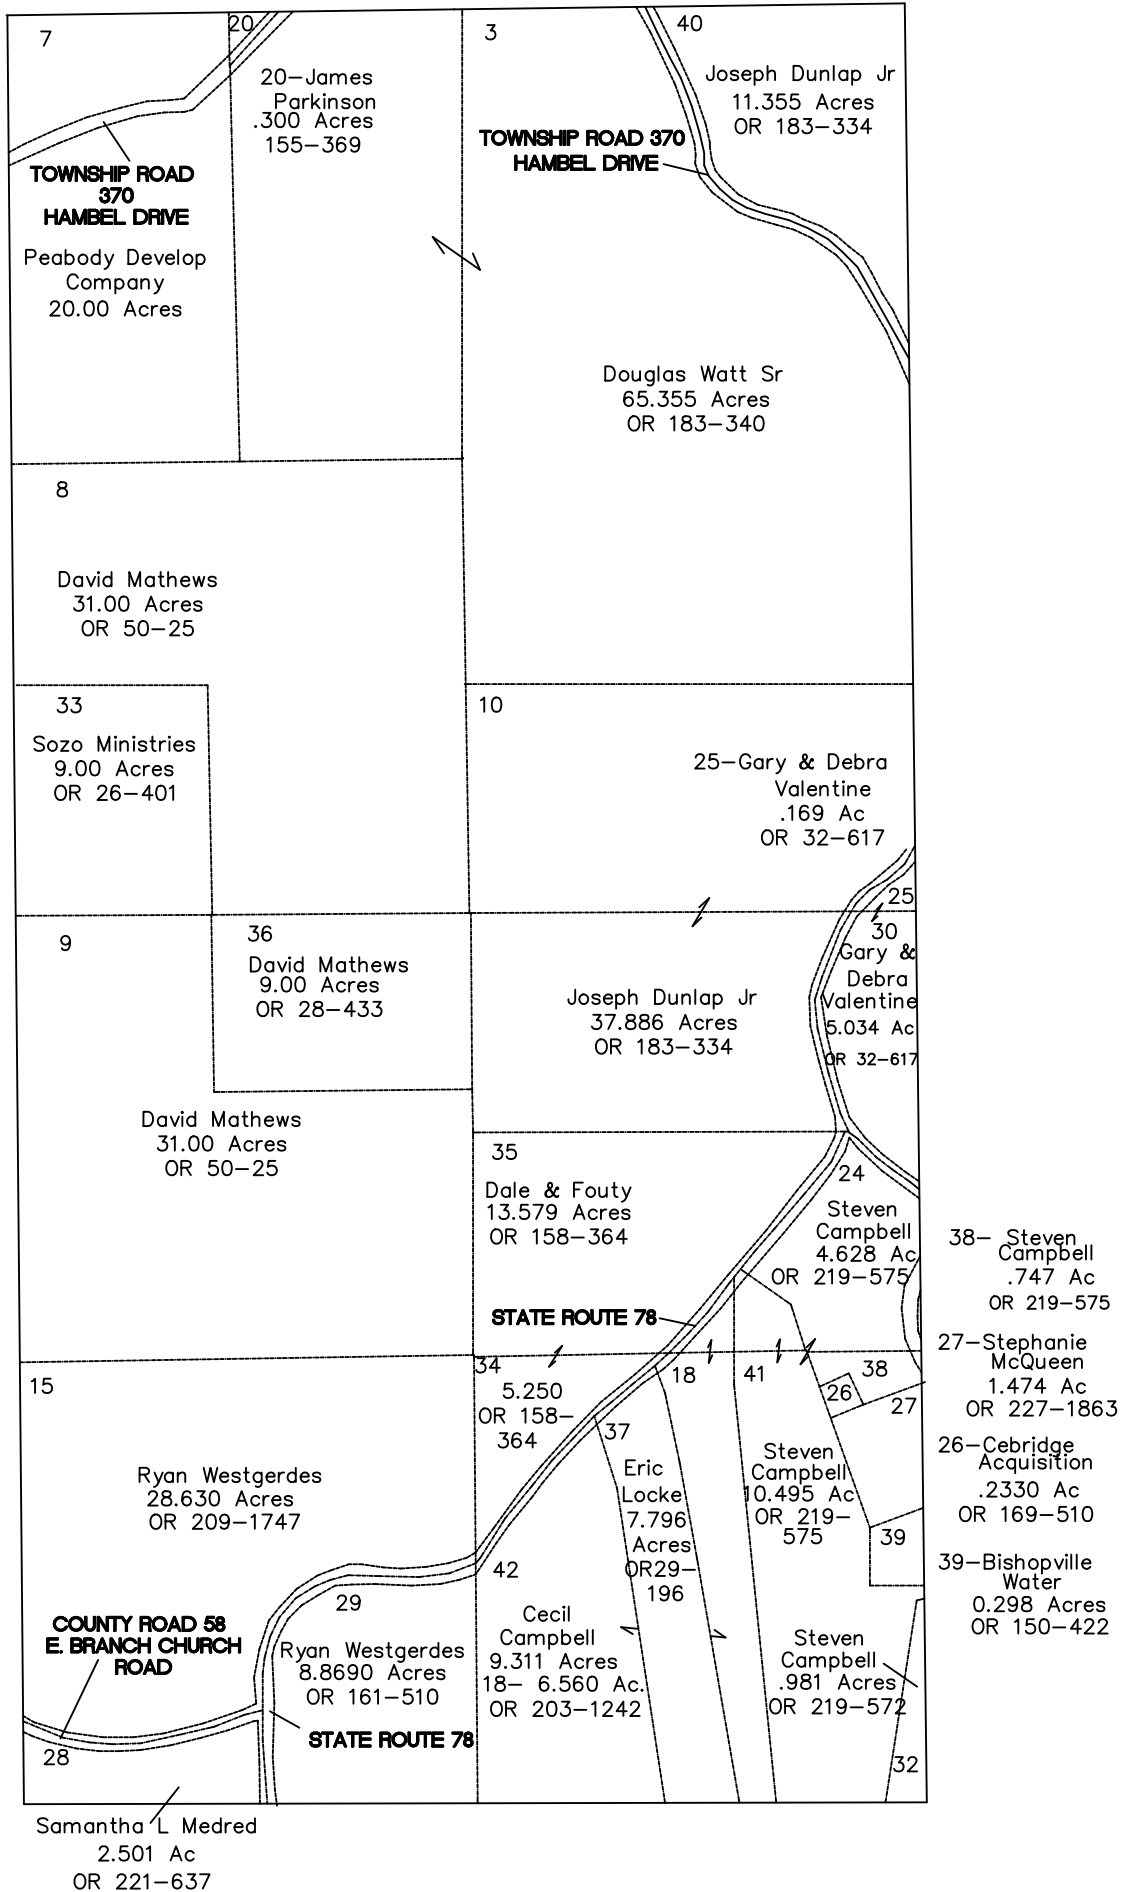 7
20
3
40
20-James
Parkinson
.300 Acres
155-369
Joseph Dunlap Jr
11.355 Acres
OR 183-334
TOWNSHIP ROAD 370
HAMBEL DRIVE
TOWNSHIP ROAD
370
HAMBEL DRIVE
Peabody Develop
Company
20.00 Acres
Douglas Watt Sr
65.355 Acres
OR 183-340
8
David Mathews
31.00 Acres
OR 50-25
33
Sozo Ministries
9.00 Acres
OR 26-401
10
25-Gary & Debra
Valentine
.169 Ac
OR 32-617
25
9
36
David Mathews
9.00 Acres
OR 28-433
Joseph Dunlap Jr
37.886 Acres
OR 183-334
30
Gary &
Debra
Valentine
5.034 Ac
OR 32-617
David Mathews
31.00 Acres
OR 50-25
35
Dale & Fouty
13.579 Acres
OR 158-364
24
Steven
Campbell
4.628 Ac
OR 219-575
STATE ROUTE 78
38- Steven
Campbell
.747 Ac
OR 219-575
27-Stephanie
McQueen
1.474 Ac
OR 227-1863
26-Cebridge
Acquisition
.2330 Ac
OR 169-510
39-Bishopville
Water
0.298 Acres
OR 150-422
15
34
5.250
OR 158-
364
18
41
38
26
27
37
Ryan Westgerdes
28.630 Acres
OR 209-1747
Eric
Locke
7.796
Acres
OR29-
196
Steven
Campbell
10.495 Ac
OR 219-
575
39
42
29
COUNTY ROAD 58
E. BRANCH CHURCH
ROAD
Ryan Westgerdes
8.8690 Acres
OR 161-510
Cecil
Campbell
9.311 Acres
18- 6.560 Ac.
OR 203-1242
Steven
Campbell
.981 Acres
OR 219-572
STATE ROUTE 78
28
32
Samantha L Medred
2.501 Ac
OR 221-637